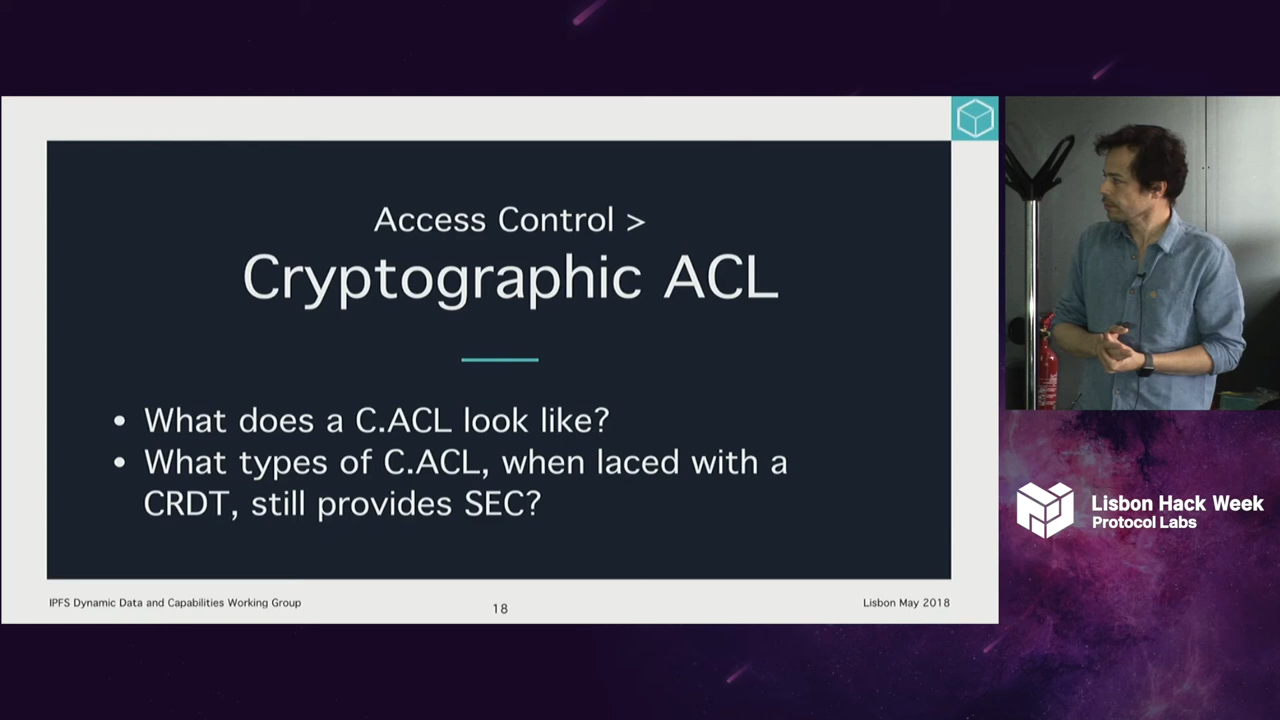 Access Control >
Cryptographic ACL
• What does a C.ACL look like?
• What types of C.ACL, when laced with a
CRDT, still provides SEC?
IPFS Dynamic Data and Capabilities Working Group
18
Lisbon May 2018
Lisbon Hack Week
Protocol Labs